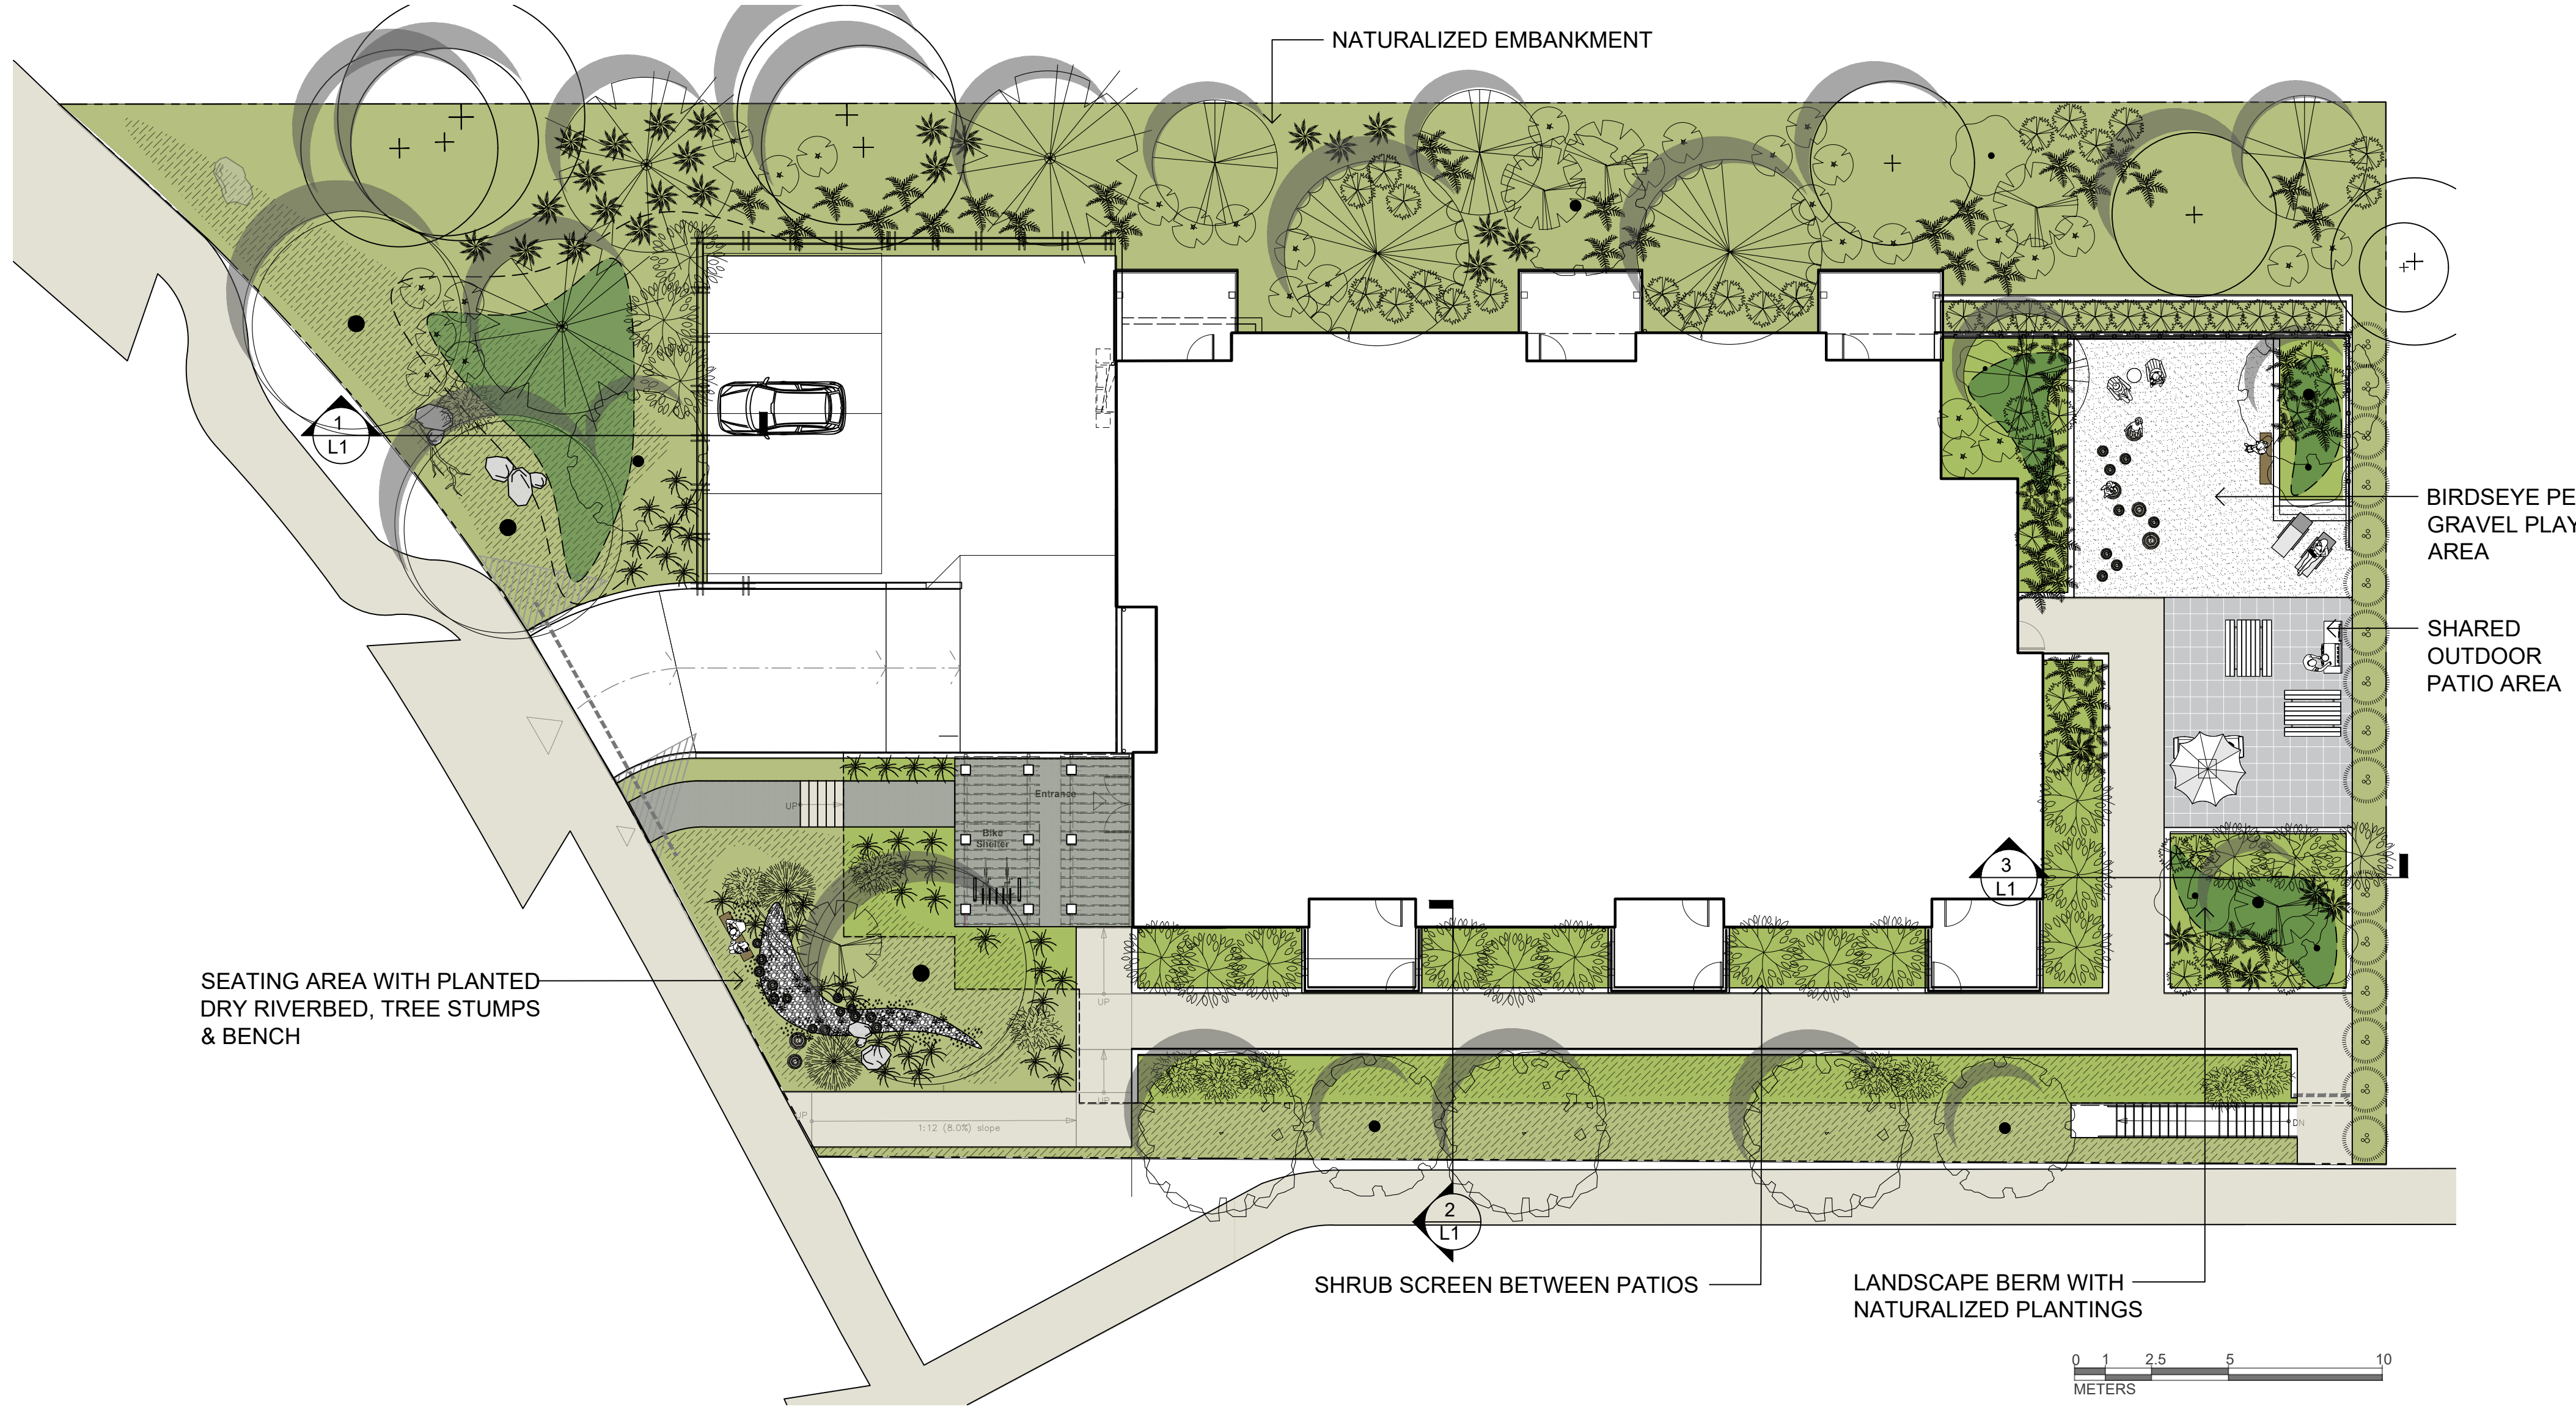 NATURALIZED EMBANKMENT
1
L1
BIRDSEYE PE
GRAVEL PLAY
AREA
SHARED
OUTDOOR
PATIO AREA
UP
Entrance
Bike
Shelter
3
L1
SEATING AREA WITH PLANTED
DRY RIVERBED, TREE STUMPS
& BENCH
UP
UP
UP
1:12 (8.0%) slope
DN
2
L1
SHRUB SCREEN BETWEEN PATIOS
LANDSCAPE BERM WITH
NATURALIZED PLANTINGS
0 1 2.5 5 10
METERS